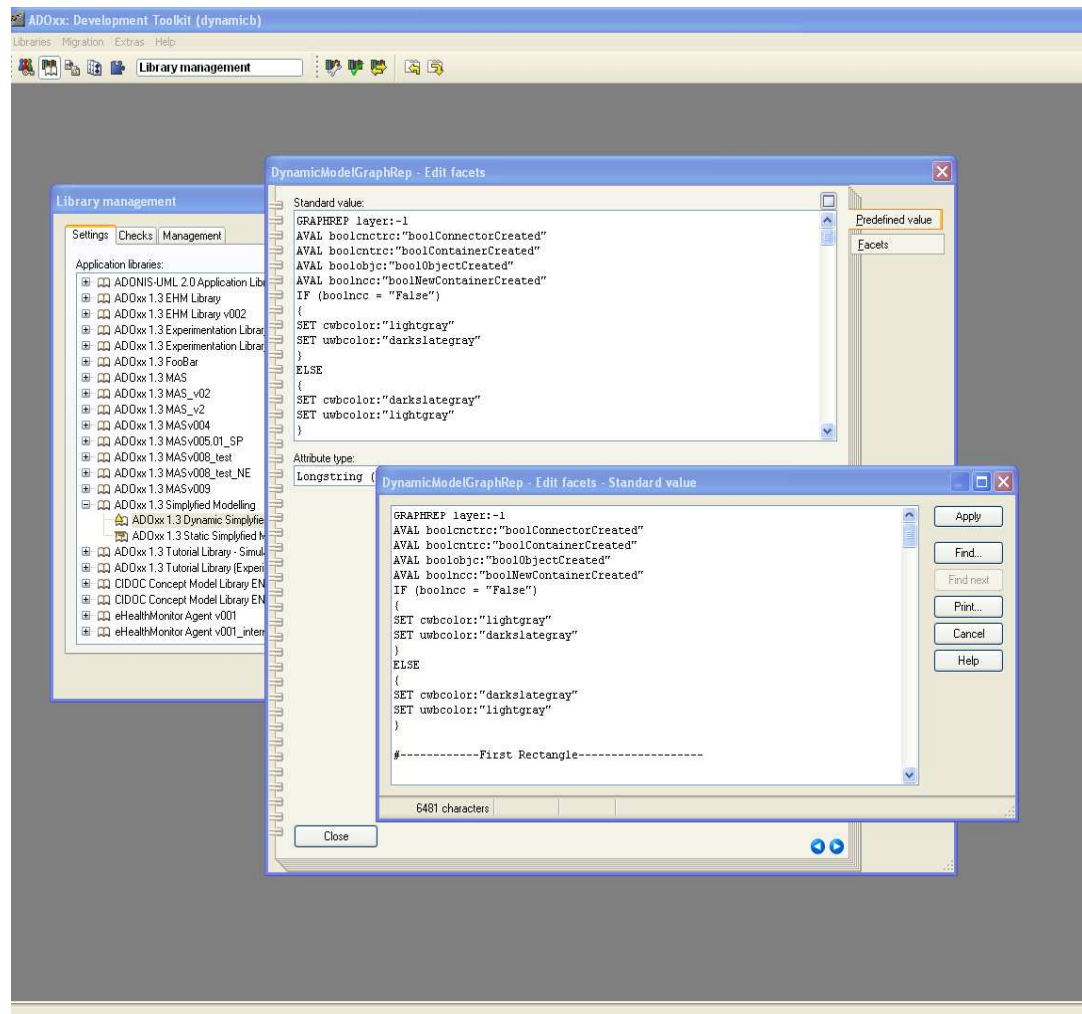 ADOxx: Development Toolkit (dynamicb)
Libraries Migration Extras Help
Library management
Library management
Settings Checks Management
Application libraries:
ADONIS-UML 2.0 Application Libr
ADOxx 1.3 EHM Library
ADOxx 1.3 EHM Library v002
ADOxx 1.3 Experimentation Librar
ADOxx 1.3 Experimentation Librar
ADOxx 1.3 FooBar
ADOxx 1.3 MAS
ADOxx 1.3 MAS_v02
ADOxx 1.3 MAS_v2
ADOxx 1.3 MASv004
ADOxx 1.3 MASv005.01_SP
ADOxx 1.3 MASv008_test
ADOxx 1.3 MASv008_test_NE
ADOxx 1.3 MASv009
ADOxx 1.3 Simplyfied Modelling
ADOxx 1.3 Dynamic Simplyfie
ADOxx 1.3 Static Simplyfied M
ADOxx 1.3 Tutorial Library - Simul
ADOxx 1.3 Tutorial Library (Experi
CIDOC Concept Model Library EN
CIDOC Concept Model Library EN
eHealthMonitor Agent v001
eHealthMonitor Agent v001_intern
DynamicModelGraphRep - Edit facets
Standard value:
GRAPHREP layer:-1
AVAL boolcnctrc:"boolConnectorCreated"
AVAL boolcntrc:"boolContainerCreated"
AVAL boolobjc:"boolObjectCreated"
AVAL boolncc:"boolNewContainerCreated"
IF (boolncc = "False")
{
SET cwbcolor:"lightgray"
SET uwbcolor:"darkslategray"
}
ELSE
{
SET cwbcolor:"darkslategray"
SET uwbcolor:"lightgray"
}
Attribute type:
Longstring (
Close
Predefined value
Facets
DynamicModelGraphRep - Edit facets - Standard value
GRAPHREP layer:-1
AVAL boolcnctrc:"boolConnectorCreated"
AVAL boolcntrc:"boolContainerCreated"
AVAL boolobjc:"boolObjectCreated"
AVAL boolncc:"boolNewContainerCreated"
IF (boolncc = "False")
{
SET cwbcolor:"lightgray"
SET uwbcolor:"darkslategray"
}
ELSE
{
SET cwbcolor:"darkslategray"
SET uwbcolor:"lightgray"
}
#------------First Rectangle-------------------
Apply
Find...
Find next
Print...
Cancel
Help
6481 characters